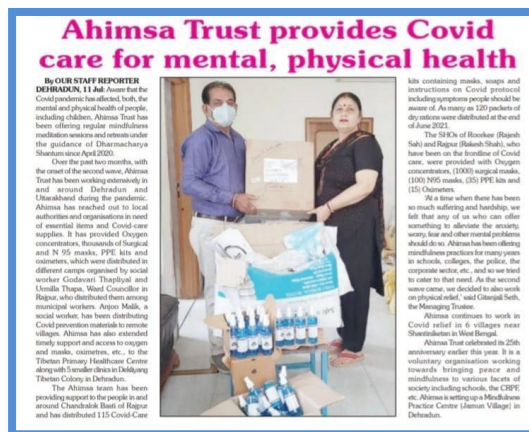 Ahimsa Trust provides Covid
care for mental, physical health
By OUR STAFF REPORTER
DEHRADUN, 11 Jul: Aware that the
Covid pandemic has affected, both, the
mental and physical health of people,
including children, Ahimsa Trust has
been offering regular mindfulness
meditation sessions and retreats under
the guidance of Dharmacharya
Shantum since April 2020.
Over the past two months, with
the onset of the second wave, Ahimsa
Trust has been working extensively in
and around Dehradun and
Uttarakhand during the pandemic.
Ahimsa has reached out to local
authorities and organisations in need
of essential items and Covid-care
supplies. It has provided Oxygen
concentrators, thousands of Surgical
and N 95 masks, PPE kits and
oximeters, which were distributed in
different camps organised by social
worker Godavari Thapliyal and
Urmilla Thapa, Ward Councillor in
Rajpur, who distributed them among
municipal workers. Anjoo Malik, a
social worker, has been distributing
Covid prevention materials to remote
villages. Ahimsa has also extended
timely support and access to oxygen
and masks, oximetres, etc., to the
Tibetan Primary Healthcare Centre
along with 5 smaller clinics in Dekliyang
Tibetan Colony in Dehradun.
The Ahimsa team has been
providing support to the people in and
around Chandralok Basti of Rajpur
and has distributed 115 Covid-Care
kits containing masks, soaps and
instructions on Covid protocol
including symptoms people should be
aware of. As many as 120 packets of
dry rations were distributed at the end
of June 2021.
The SHOs of Roorkee (Rajesh
Sah) and Rajpur (Rakesh Shah), who
have been on the frontline of Covid
care, were provided with Oxygen
concentrators, (1000) surgical masks,
(100) N95 masks, (35) PPE kits and
(15) Oximeters.
'At a time when there has been
so much suffering and hardship, we
felt that any of us who can offer
something to alleviate the anxiety,
worry, fear and other mental problems
should do so. Ahimsa has been offering
mindfulness practices for many years
in schools, colleges, the police, the
corporate sector, etc., and so we tried
to cater to that need. As the second
wave came, we decided to also work
on physical relief,' said Gitanjali Seth,
the Managing Trustee.
Ahimsa continues to work in
Covid relief in 6 villages near
Shantiniketan in West Bengal.
Ahimsa Trust celebrated its 25th
anniversary earlier this year. It is a
voluntary organisation working
towards bringing peace and
mindfulness to various facets of
society including schools, the CRPF,
etc. Ahimsa is setting up a Mindfulness
Practice Centre (Jamun Village) in
Dehradun.